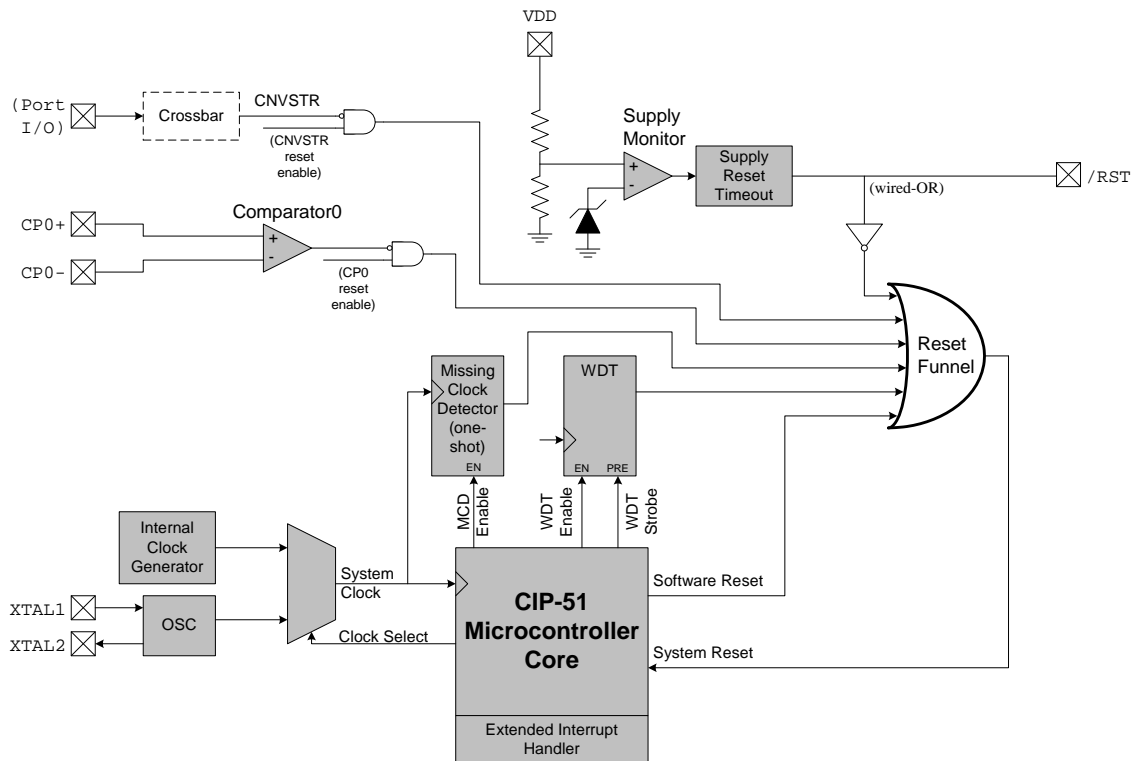 VDD
(Port
I/O)
Crossbar
CNVSTR
(CNVSTR
reset
enable)
Supply
Monitor
+
-
Supply
Reset
Timeout
(wired-OR)
/RST
CP0+
CP0-
Comparator0
+
-
(CP0
reset
enable)
Reset
Funnel
Missing
Clock
Detector
(one-
shot)
EN
WDT
EN
PRE
MCD
Enable
WDT
Enable
WDT
Strobe
Internal
Clock
Generator
System
Clock
XTAL1
XTAL2
OSC
Clock Select
CIP-51
Microcontroller
Core
Software Reset
System Reset
Extended Interrupt
Handler